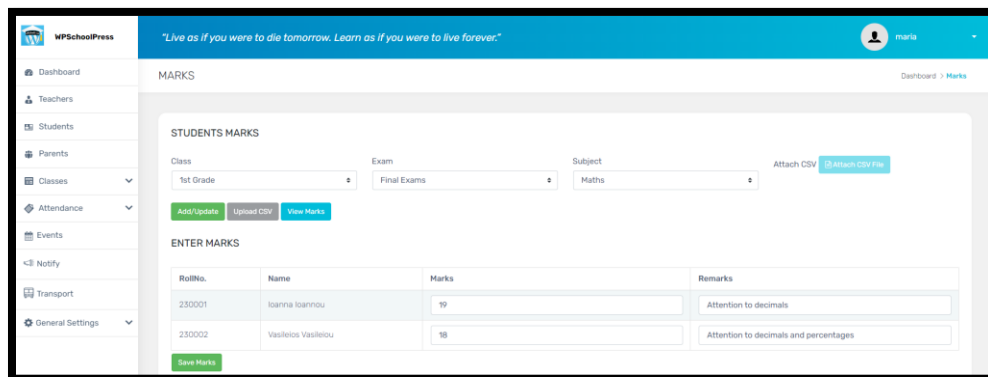 WPSchoolPress
"Live as if you were to die tomorrow. Learn as if you were to live forever."
maria
Dashboard
Teachers
Students
Parents
Classes
Attendance
Events
Notify
Transport
General Settings
MARKS
Dashboard > Marks
STUDENTS MARKS
Class Exam Subject
1st Grade Final Exams Maths
Attach CSV Attach CSV File
Add/Update Upload CSV View Marks
ENTER MARKS
RollNo. Name Marks Remarks
230001 Ioanna Ioannou 19 Attention to decimals
230002 Vasileios Vasileiou 18 Attention to decimals and percentages
Save Marks